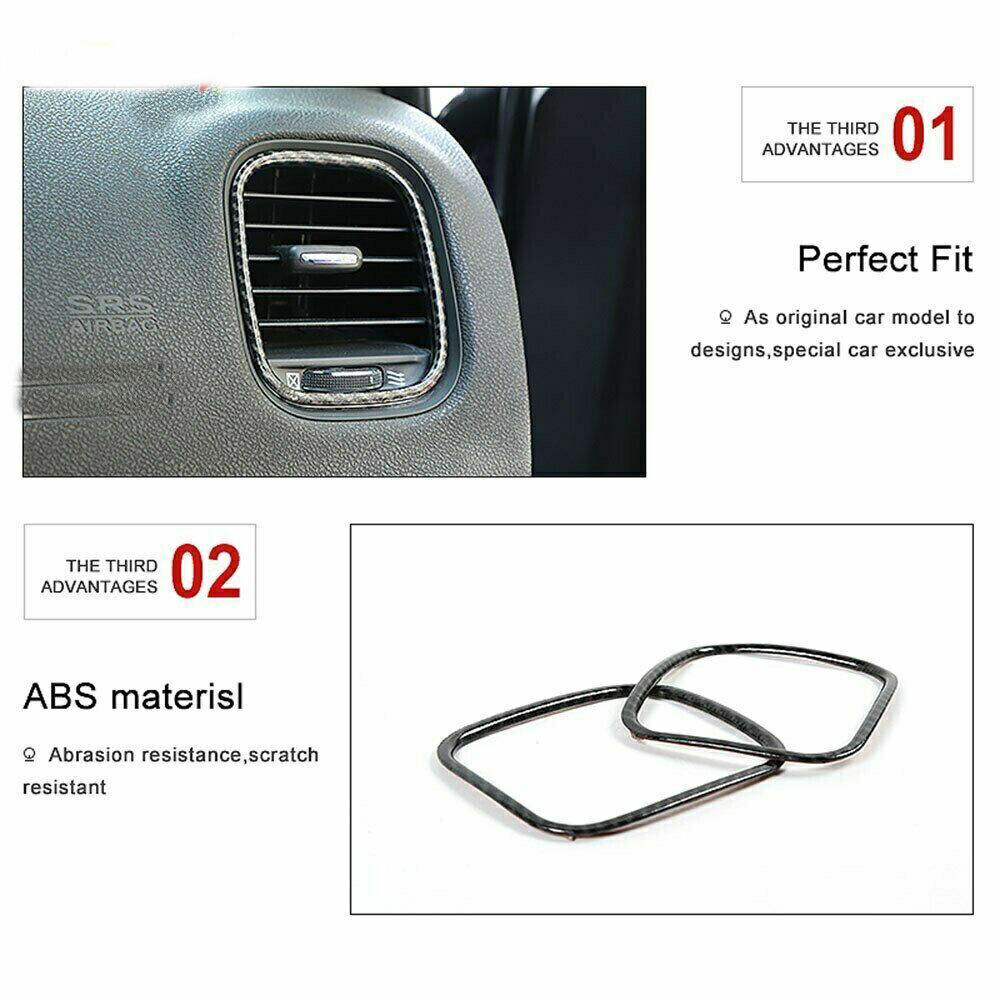 THE THIRD
ADVANTAGES 01
Perfect Fit
As original car model to
designs,special car exclusive
SRS
AIRBAG
THE THIRD
ADVANTAGES 02
ABS materisl
Abrasion resistance,scratch
resistant